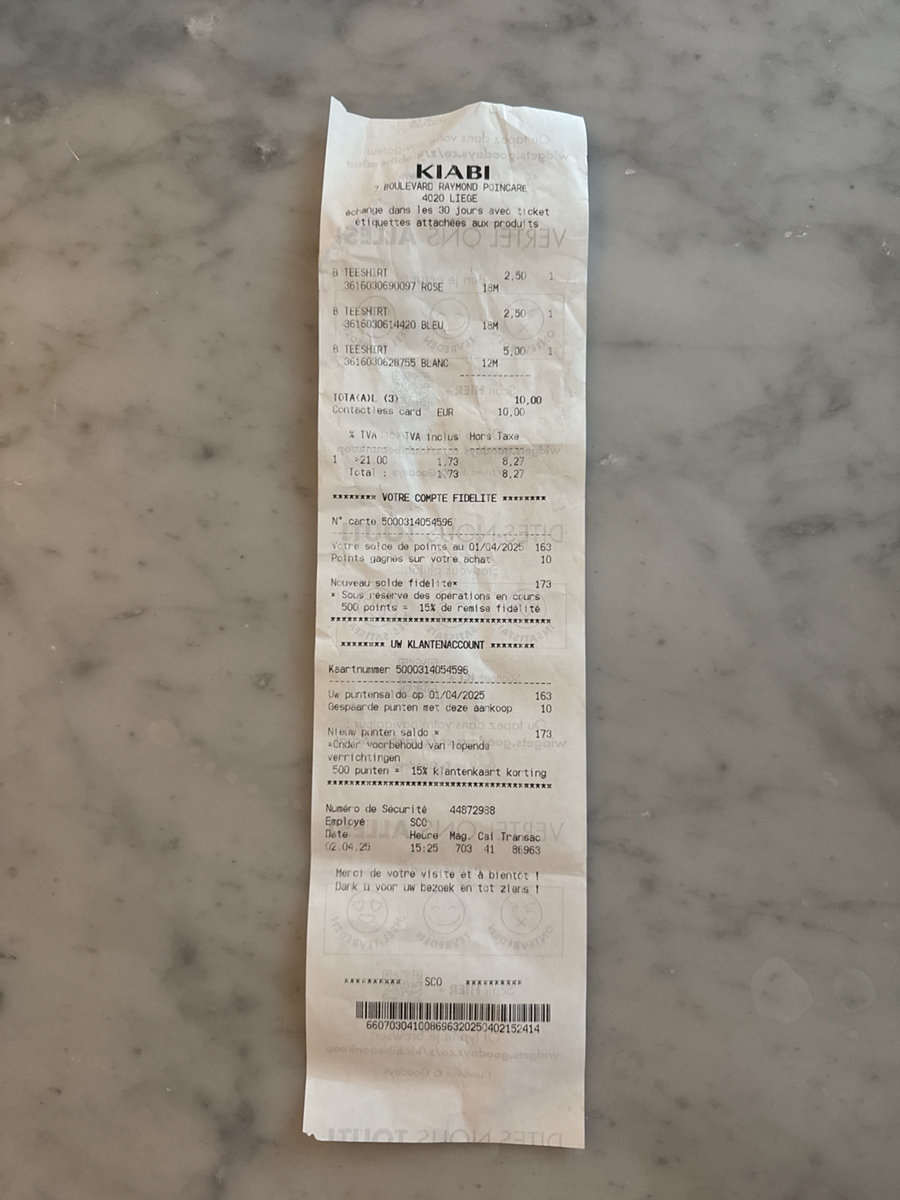 KIABI
7 BOULEVARD RAYMOND POINCARE
4020 LIEGE
échange dans les 30 jours avec ticket
étiquettes attachées aux produits
B TEESHIRT 2,50 1
3616030690097 ROSE 18M
B TEESHIRT 2,50 1
3616030614420 BLEU 18M
B TEESHIRT 5,00 1
3616030628755 BLANC 12M
TOTA(A)L (3) 10,00
Contactless card EUR 10,00
% TVA TVA inclus Hors Taxe
1 =21.00 1,73 8,27
Total : 1,73 8,27
******** VOTRE COMPTE FIDELITE ********
N° carte 5000314054596
Votre solde de points au 01/04/2025 163
Points gagnés sur votre achat 10
Nouveau solde fidélité* 173
* Sous réserve des opérations en cours
500 points = 15% de remise fidélité
****************************************
******** UW KLANTENACCOUNT ********
Kaartnummer 5000314054596
Uw puntensaldo op 01/04/2025 163
Gespaarde punten met deze aankoop 10
Nieuw punten saldo * 173
*Onder voorbehoud van lopende
verrichtingen
500 punten = 15% klantenkaart korting
****************************************
Numéro de Sécurité 44872988
Employé SCO
Date Heure Mag. Cai Transac
02.04.25 15:25 703 41 86963
Merci de votre visite et à bientôt !
Dank u voor uw bezoek en tot ziens !
********** SCO **********
660703041008696320250402152414